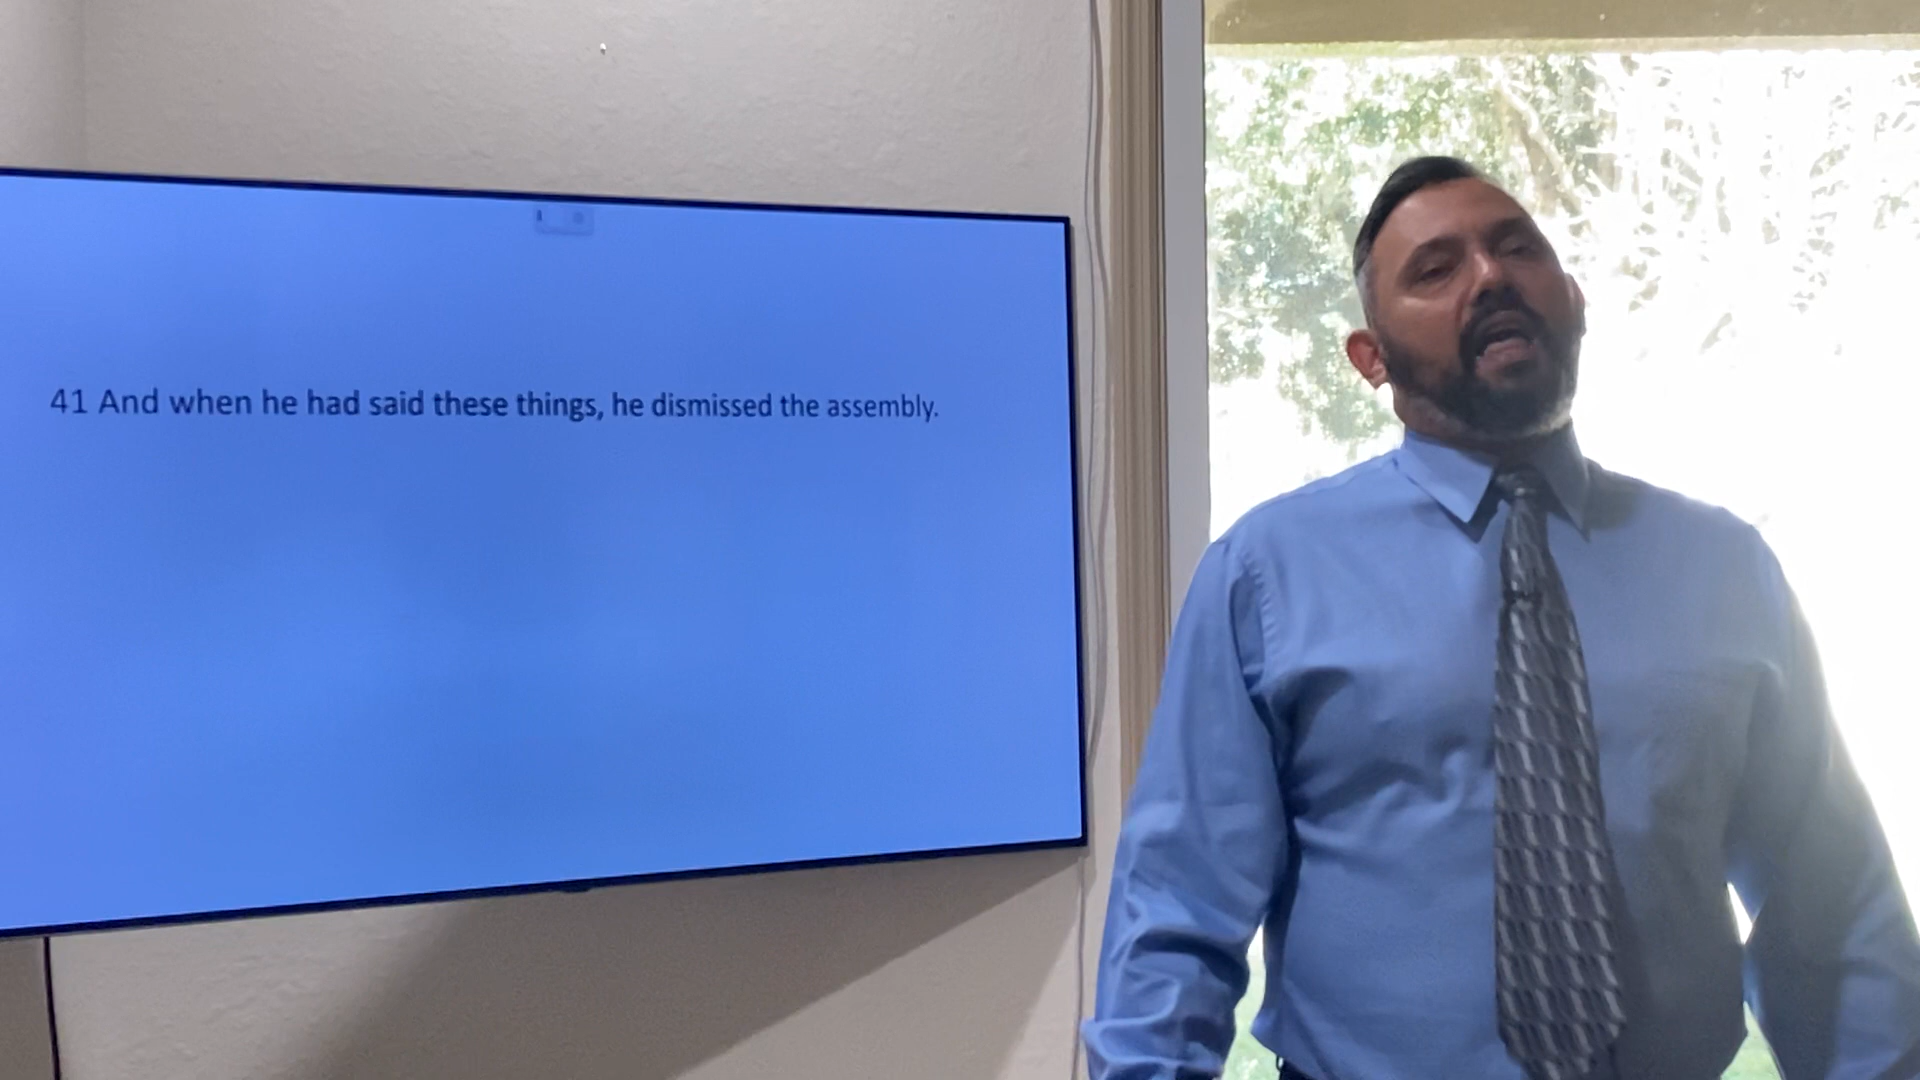 41 And when he had said these things, he dismissed the assembly.